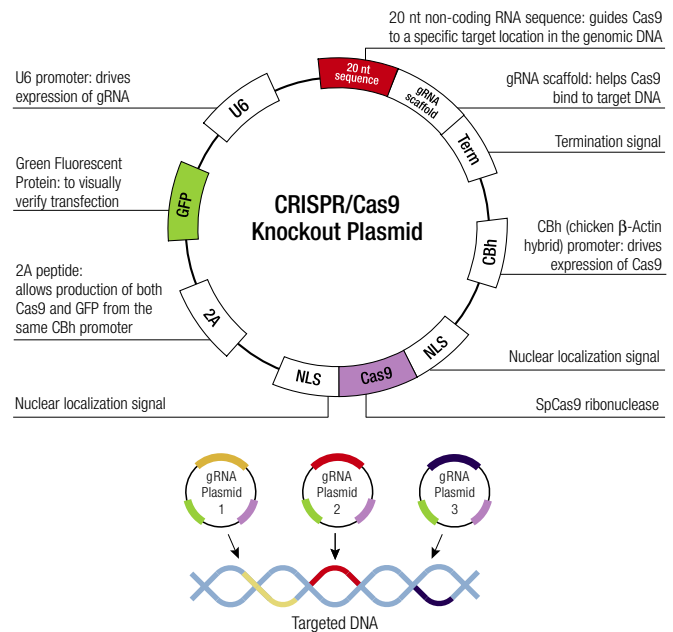 20 nt non-coding RNA sequence: guides Cas9
to a specific target location in the genomic DNA
U6 promoter: drives
expression of gRNA
gRNA scaffold: helps Cas9
bind to target DNA
Termination signal
Green Fluorescent
Protein: to visually
verify transfection
CBh (chicken β-Actin
hybrid) promoter: drives
expression of Cas9
2A peptide:
allows production of both
Cas9 and GFP from the
same CBh promoter
Nuclear localization signal
Nuclear localization signal
SpCas9 ribonuclease
20 nt
sequence
gRNA
scaffold
Term
CBh
NLS
Cas9
NLS
2A
GFP
U6
CRISPR/Cas9
Knockout Plasmid
gRNA
Plasmid
1
gRNA
Plasmid
2
gRNA
Plasmid
3
Targeted DNA